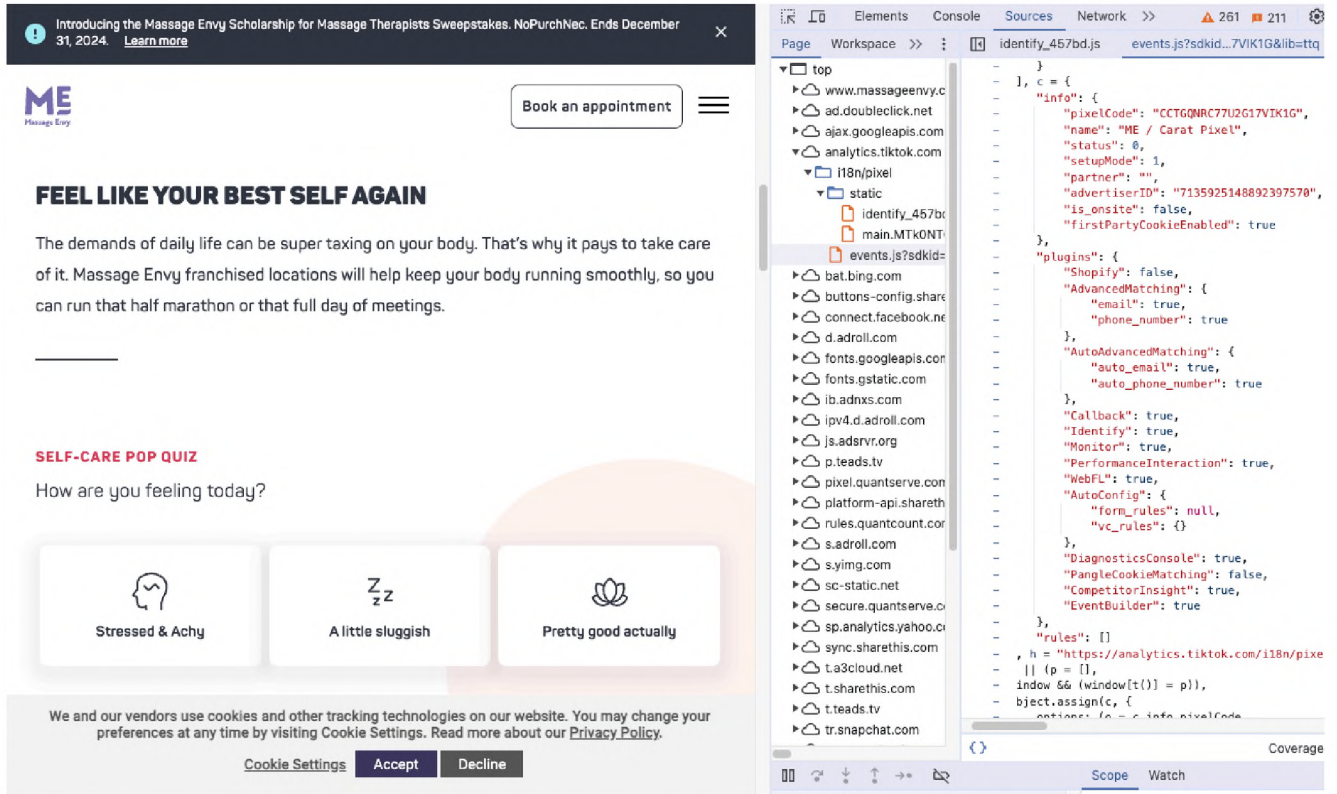 Introducing the Massage Envy Scholarship for Massage Therapists Sweepstakes. NoPurchNec. Ends December
31, 2024. Learn more
ME
Massage Envy
Book an appointment
FEEL LIKE YOUR BEST SELF AGAIN
The demands of daily life can be super taxing on your body. That's why it pays to take care
of it. Massage Envy franchised locations will help keep your body running smoothly, so you
can run that half marathon or that full day of meetings.
SELF-CARE POP QUIZ
How are you feeling today?
Stressed & Achy
A little sluggish
Pretty good actually
We and our vendors use cookies and other tracking technologies on our website. You may change your
preferences at any time by visiting Cookie Settings. Read more about our Privacy Policy.
Cookie Settings
Accept
Decline
Elements Console Sources Network >> 261 211
Page Workspace >>
top
www.massageenvy.c
ad.doubleclick.net
ajax.googleapis.com
analytics.tiktok.com
i18n/pixel
static
identify_457bd
main.MTk0NT
events.js?sdkid=
bat.bing.com
buttons-config.share
connect.facebook.ne
d.adroll.com
fonts.googleapis.com
fonts.gstatic.com
ib.adnxs.com
ipv4.d.adroll.com
js.adsrvr.org
p.teads.tv
pixel.quantserve.com
platform-api.shareth
rules.quantcount.cor
s.adroll.com
s.yimg.com
sc-static.net
secure.quantserve.c
sp.analytics.yahoo.c
sync.sharethis.com
t.a3cloud.net
t.sharethis.com
t.teads.tv
tr.snapchat.com
identify_457bd.js events.js?sdkid...7VIK1G&lib=ttq
}
], c = {
"info": {
"pixelCode": "CCTGQNRC77U2G17VIK1G",
"name": "ME / Carat Pixel",
"status": 0,
"setupMode": 1,
"partner": "",
"advertiserID": "7135925148892397570",
"is_onsite": false,
"firstPartyCookieEnabled": true
},
"plugins": {
"Shopify": false,
"AdvancedMatching": {
"email": true,
"phone_number": true
},
"AutoAdvancedMatching": {
"auto_email": true,
"auto_phone_number": true
},
"Callback": true,
"Identify": true,
"Monitor": true,
"PerformanceInteraction": true,
"WebFL": true,
"AutoConfig": {
"form_rules": null,
"vc_rules": {}
},
"DiagnosticsConsole": true,
"PangleCookieMatching": false,
"CompetitorInsight": true,
"EventBuilder": true
},
"rules": []
, h = "https://analytics.tiktok.com/i18n/pixe
|| (p = [],
indow && (window[t()] = p)),
bject.assign(c, {
options: (o = c.info.pixelCode
{} Coverage
Scope Watch